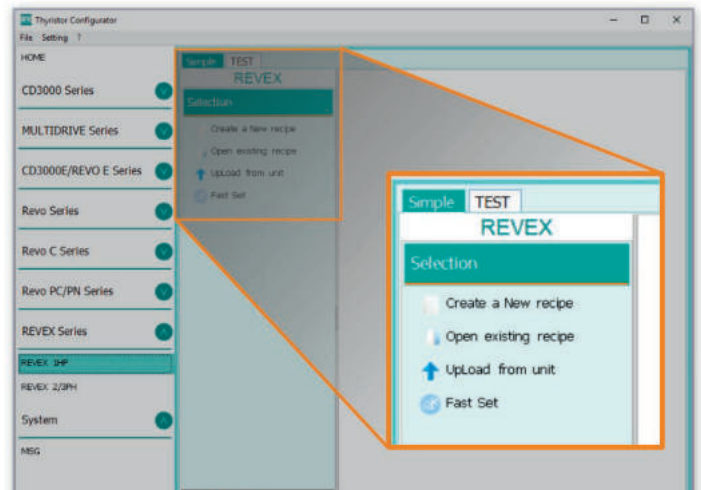 Thyristor Configurator
File Setting ?
HOME
CD3000 Series
MULTIDRIVE Series
CD3000E/REVO E Series
Revo Series
Revo C Series
Revo PC/PN Series
REVEX Series
REVEX 1HP
REVEX 2/3PH
System
MSG
Simple TEST
REVEX
Selection
Create a New recipe
Open existing recipe
UpLoad from unit
Fast Set
Simple TEST
REVEX
Selection
Create a New recipe
Open existing recipe
UpLoad from unit
Fast Set